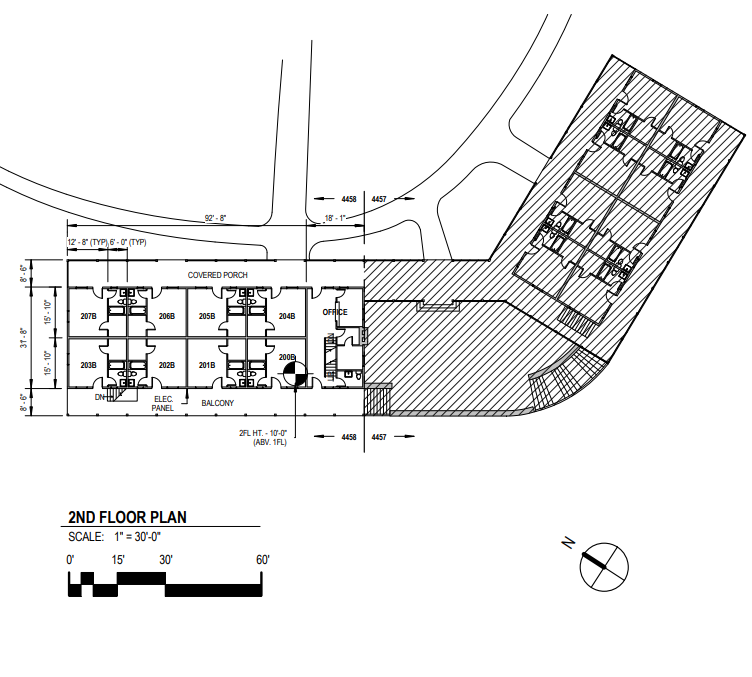 4458 4457
92' - 8" 18' - 1"
12' - 8" (TYP) 6' - 0" (TYP)
8' - 6"
COVERED PORCH
31' - 8"
15' - 10"
207B 206B 205B 204B OFFICE
15' - 10"
203B 202B 201B 200B
8' - 6"
DN
ELEC.
PANEL
BALCONY
2FL HT. - 10'-0"
(ABV. 1FL)
4458 4457
2ND FLOOR PLAN
SCALE: 1" = 30'-0"
0' 15' 30' 60'
N